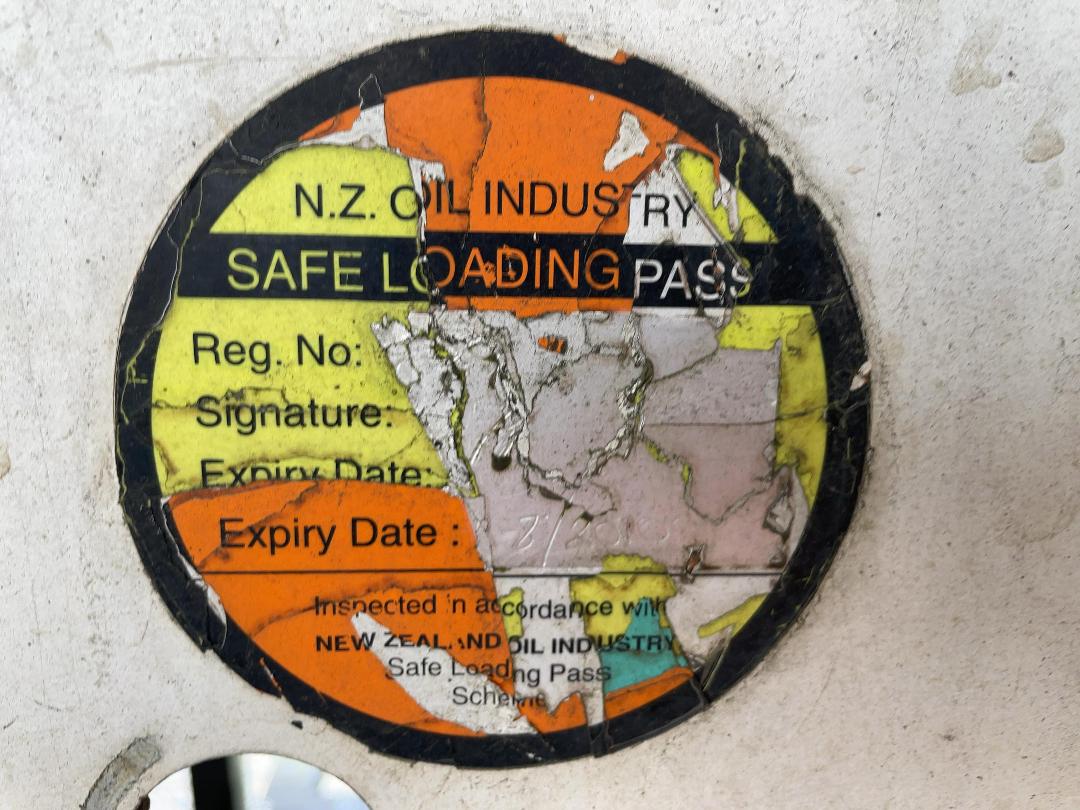 N.Z. OIL INDUSTRY
SAFE LOADING PASS
Reg. No:
Signature:
Expiry Date:
Expiry Date :
Inspected in accordance with
NEW ZEALAND OIL INDUSTRY
Safe Loading Pass
Scheme